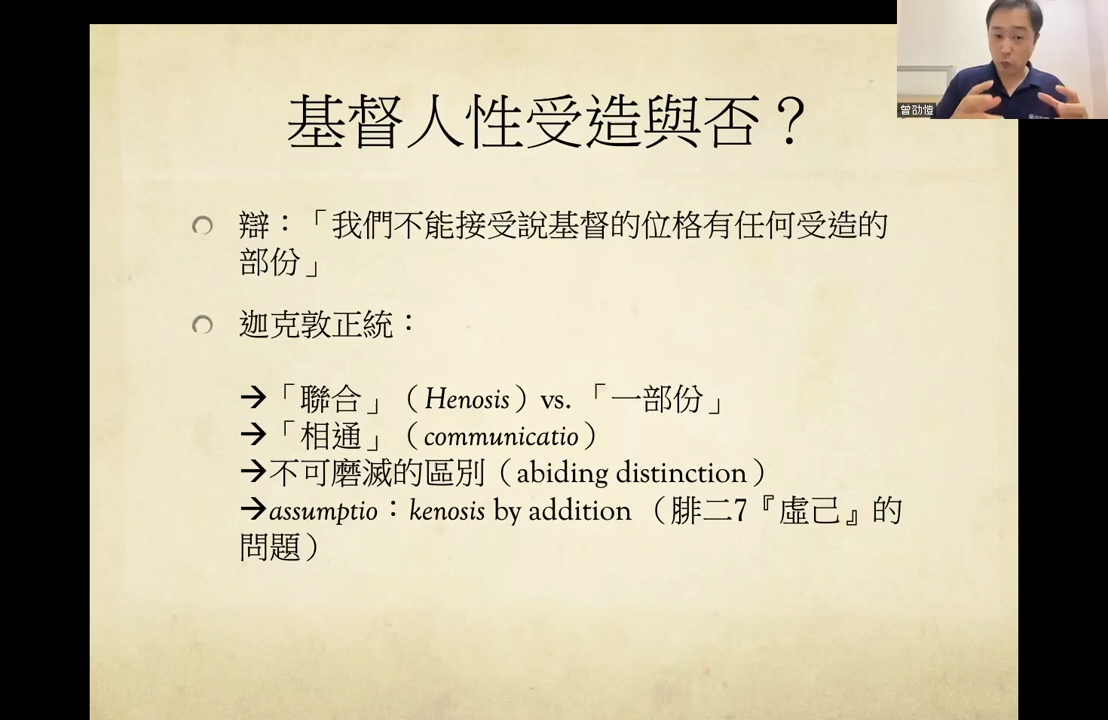 基督人性受造與否？
辯：「我們不能接受說基督的位格有任何受造的
部份」
迦克敦正統：
→「聯合」（Henosis）vs.「一部份」
→「相通」（communicatio）
→不可磨滅的區別（abiding distinction）
→assumptio：kenosis by addition （腓二7『虛己』的
問題）
曾劭愷